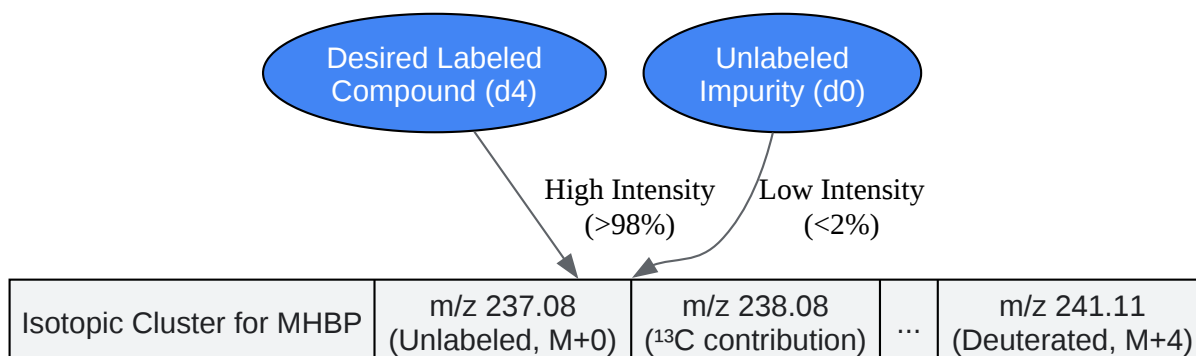 Desired Labeled
Compound (d4)
Unlabeled
Impurity (d0)
High Intensity
(>98%)
Low Intensity
(<2%)
Isotopic Cluster for MHBP
m/z 237.08
(Unlabeled, M+0)
m/z 238.08
(¹³C contribution)
...
m/z 241.11
(Deuterated, M+4)